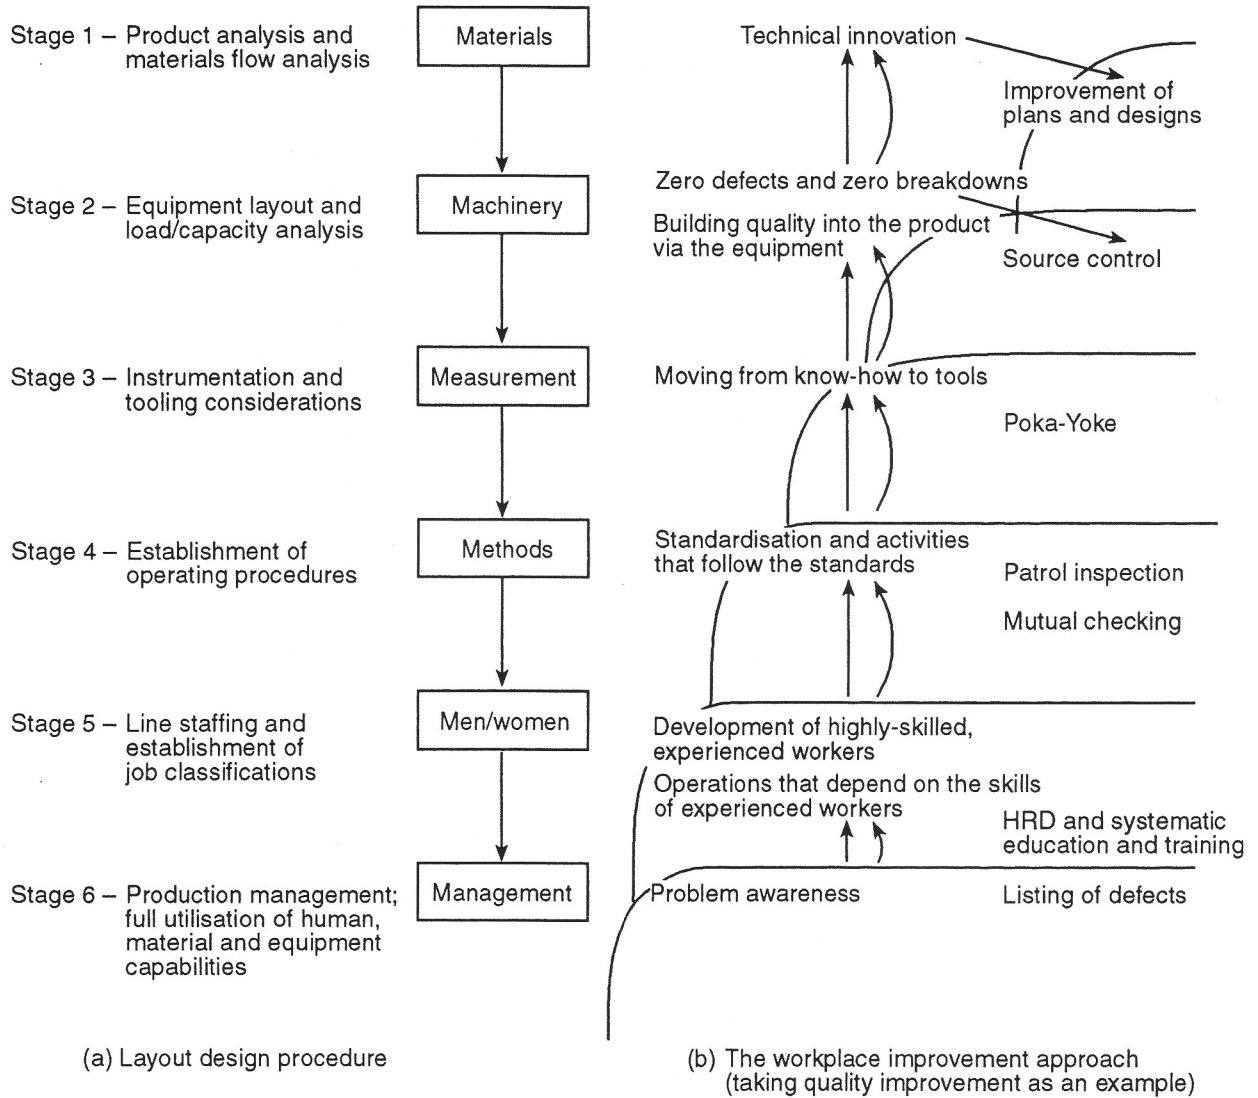 Stage 1 – Product analysis and
materials flow analysis
Materials
Stage 2 – Equipment layout and
load/capacity analysis
Machinery
Stage 3 – Instrumentation and
tooling considerations
Measurement
Stage 4 – Establishment of
operating procedures
Methods
Stage 5 – Line staffing and
establishment of
job classifications
Men/women
Stage 6 – Production management;
full utilisation of human,
material and equipment
capabilities
Management
(a) Layout design procedure
Technical innovation
Improvement of
plans and designs
Zero defects and zero breakdowns
Building quality into the product
via the equipment
Source control
Moving from know-how to tools
Poka-Yoke
Standardisation and activities
that follow the standards
Patrol inspection
Mutual checking
Development of highly-skilled,
experienced workers
Operations that depend on the skills
of experienced workers
HRD and systematic
education and training
Problem awareness
Listing of defects
(b) The workplace improvement approach
(taking quality improvement as an example)